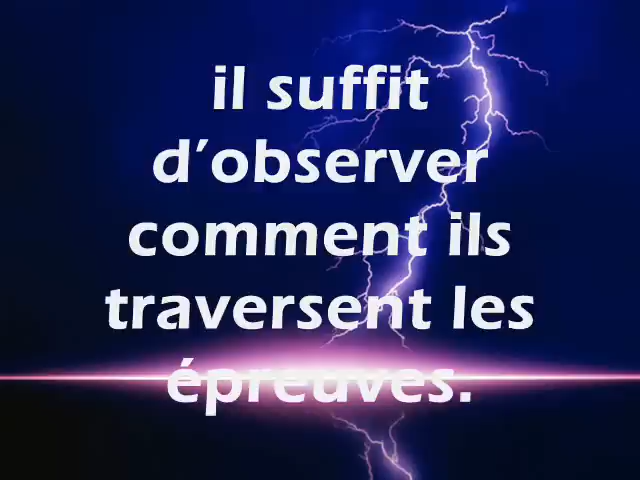 il suffit
d’observer
comment ils
traversent les
épreuves.